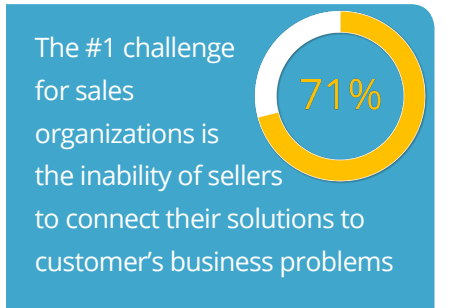 The #1 challenge
for sales
71%
organizations is
the inability of sellers
to connect their solutions to
customer's business problems